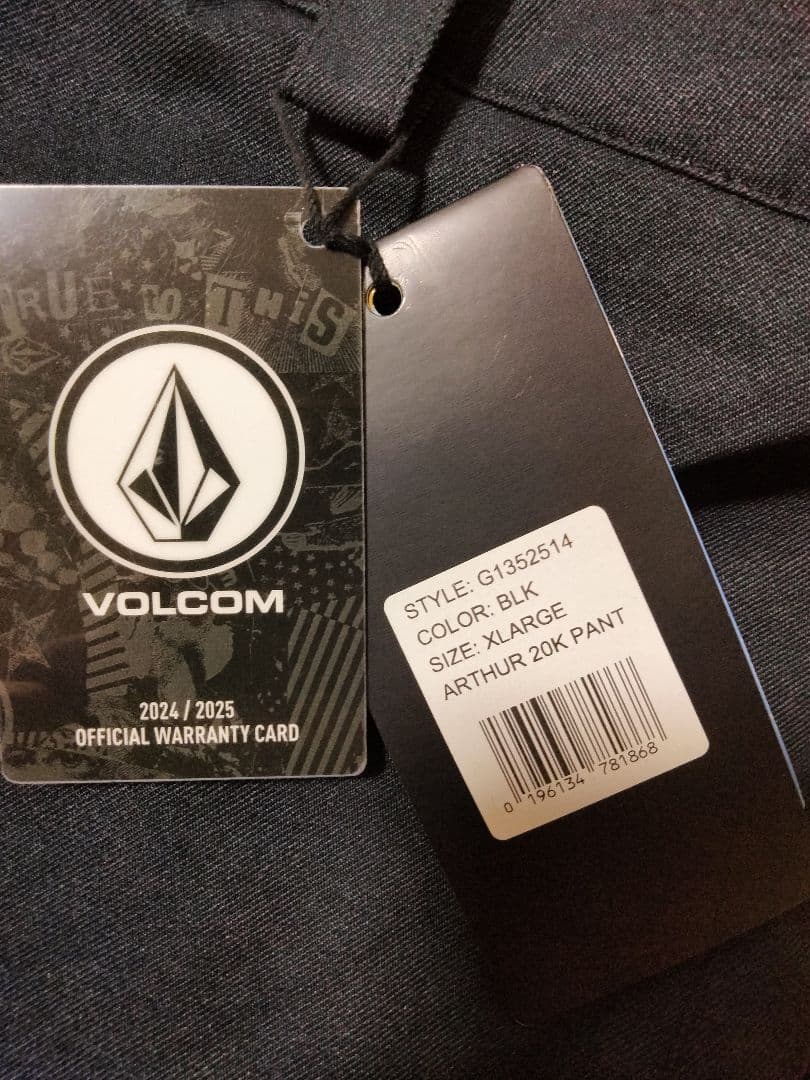 TRUE TO THIS
VOLCOM
2024 / 2025
OFFICIAL WARRANTY CARD
STYLE: G1352514
COLOR: BLK
SIZE: XLARGE
ARTHUR 20K PANT
0 196134 781868